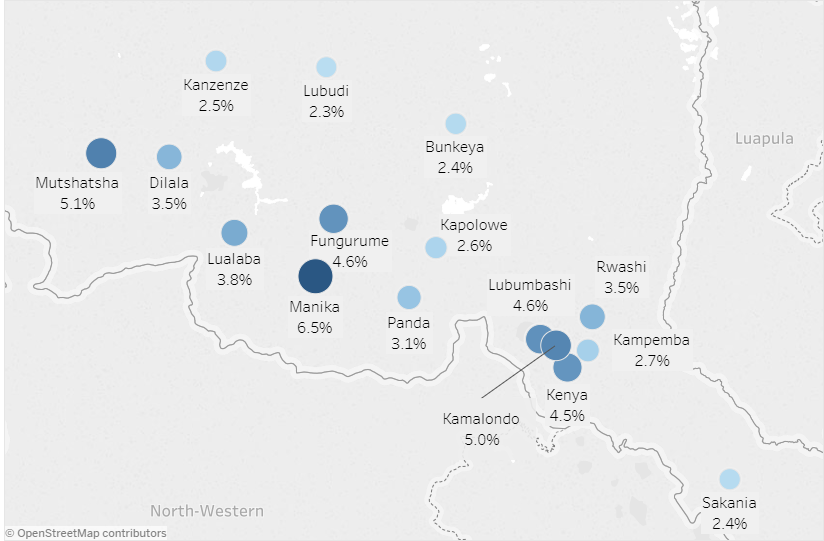 Kanzenze
2.5%
Lubudi
2.3%
Bunkeya
2.4%
Luapula
Mutshatsha
5.1%
Dilala
3.5%
Lualaba
3.8%
Fungurume
4.6%
Kapolowe
2.6%
Manika
6.5%
Panda
3.1%
Lubumbashi
4.6%
Rwashi
3.5%
Kampemba
2.7%
Kenya
4.5%
Kamalondo
5.0%
Sakania
2.4%
North-Western
© OpenStreetMap contributors